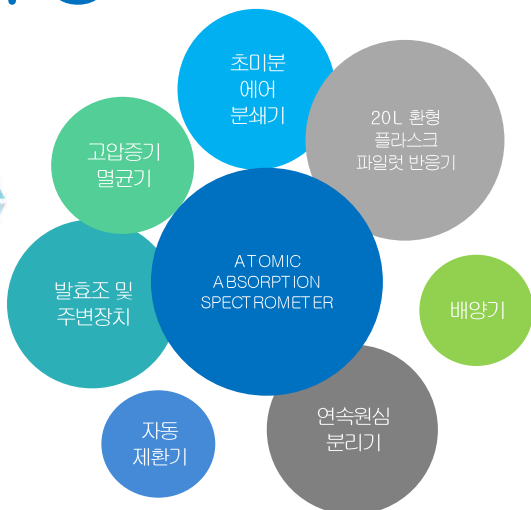 초미분
에어
분쇄기
20L 환형
플라스크
파일럿 반응기
고압증기
멸균기
ATOMIC
ABSORPTION
SPECTROMETER
발효조 및
주변장치
배양기
자동
제환기
연속원심
분리기